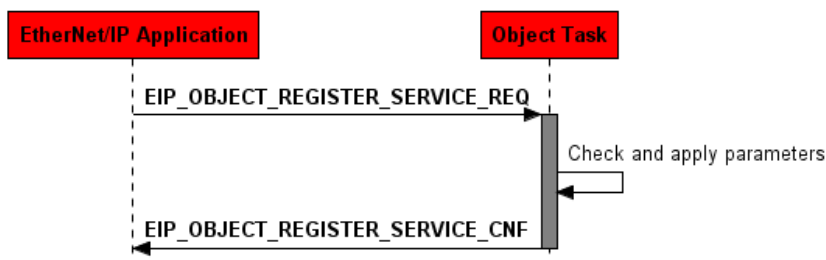 EtherNet/IP Application
Object Task
EIP_OBJECT_REGISTER_SERVICE_REQ
Check and apply parameters
EIP_OBJECT_REGISTER_SERVICE_CNF